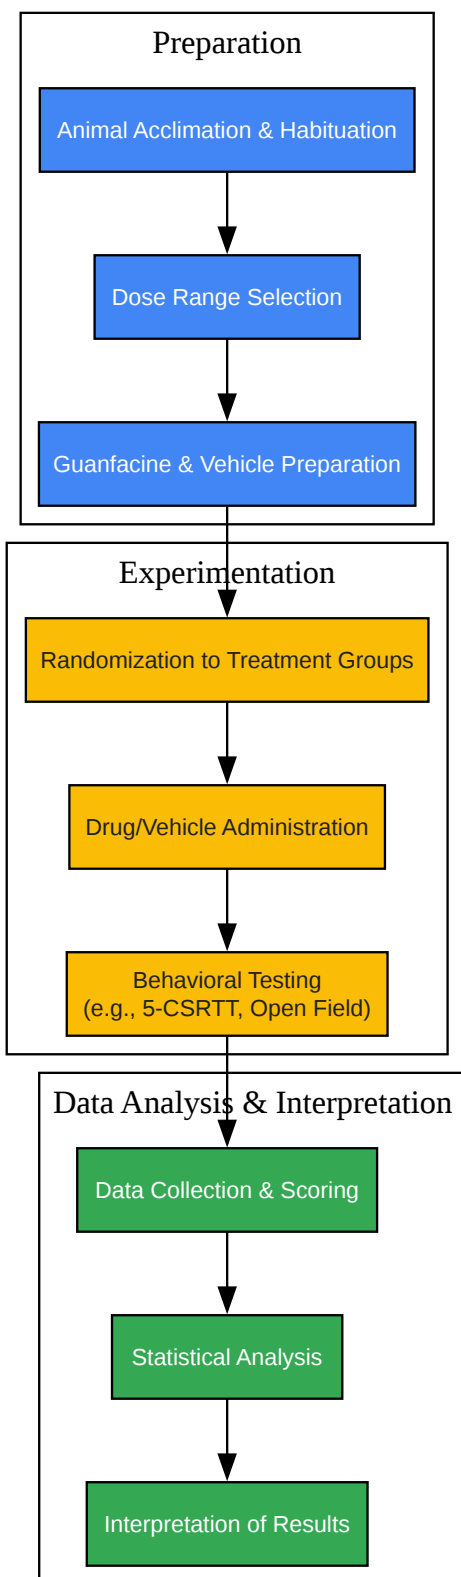 Preparation
Animal Acclimation & Habituation
Dose Range Selection
Guanfacine & Vehicle Preparation
Experimentation
Randomization to Treatment Groups
Drug/Vehicle Administration
Behavioral Testing
(e.g., 5-CSRTT, Open Field)
Data Analysis & Interpretation
Data Collection & Scoring
Statistical Analysis
Interpretation of Results